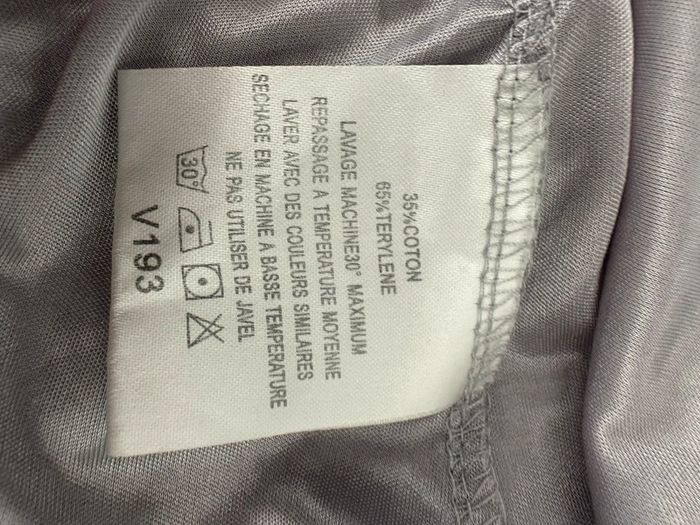 35%COTON
65%TERYLENE
LAVAGE MACHINE30° MAXIMUM
REPASSAGE A TEMPERATURE MOYENNE
LAVER AVEC DES COULEURS SIMILAIRES
SECHAGE EN MACHINE A BASSE TEMPERATURE
NE PAS UTILISER DE JAVEL
30°
V193